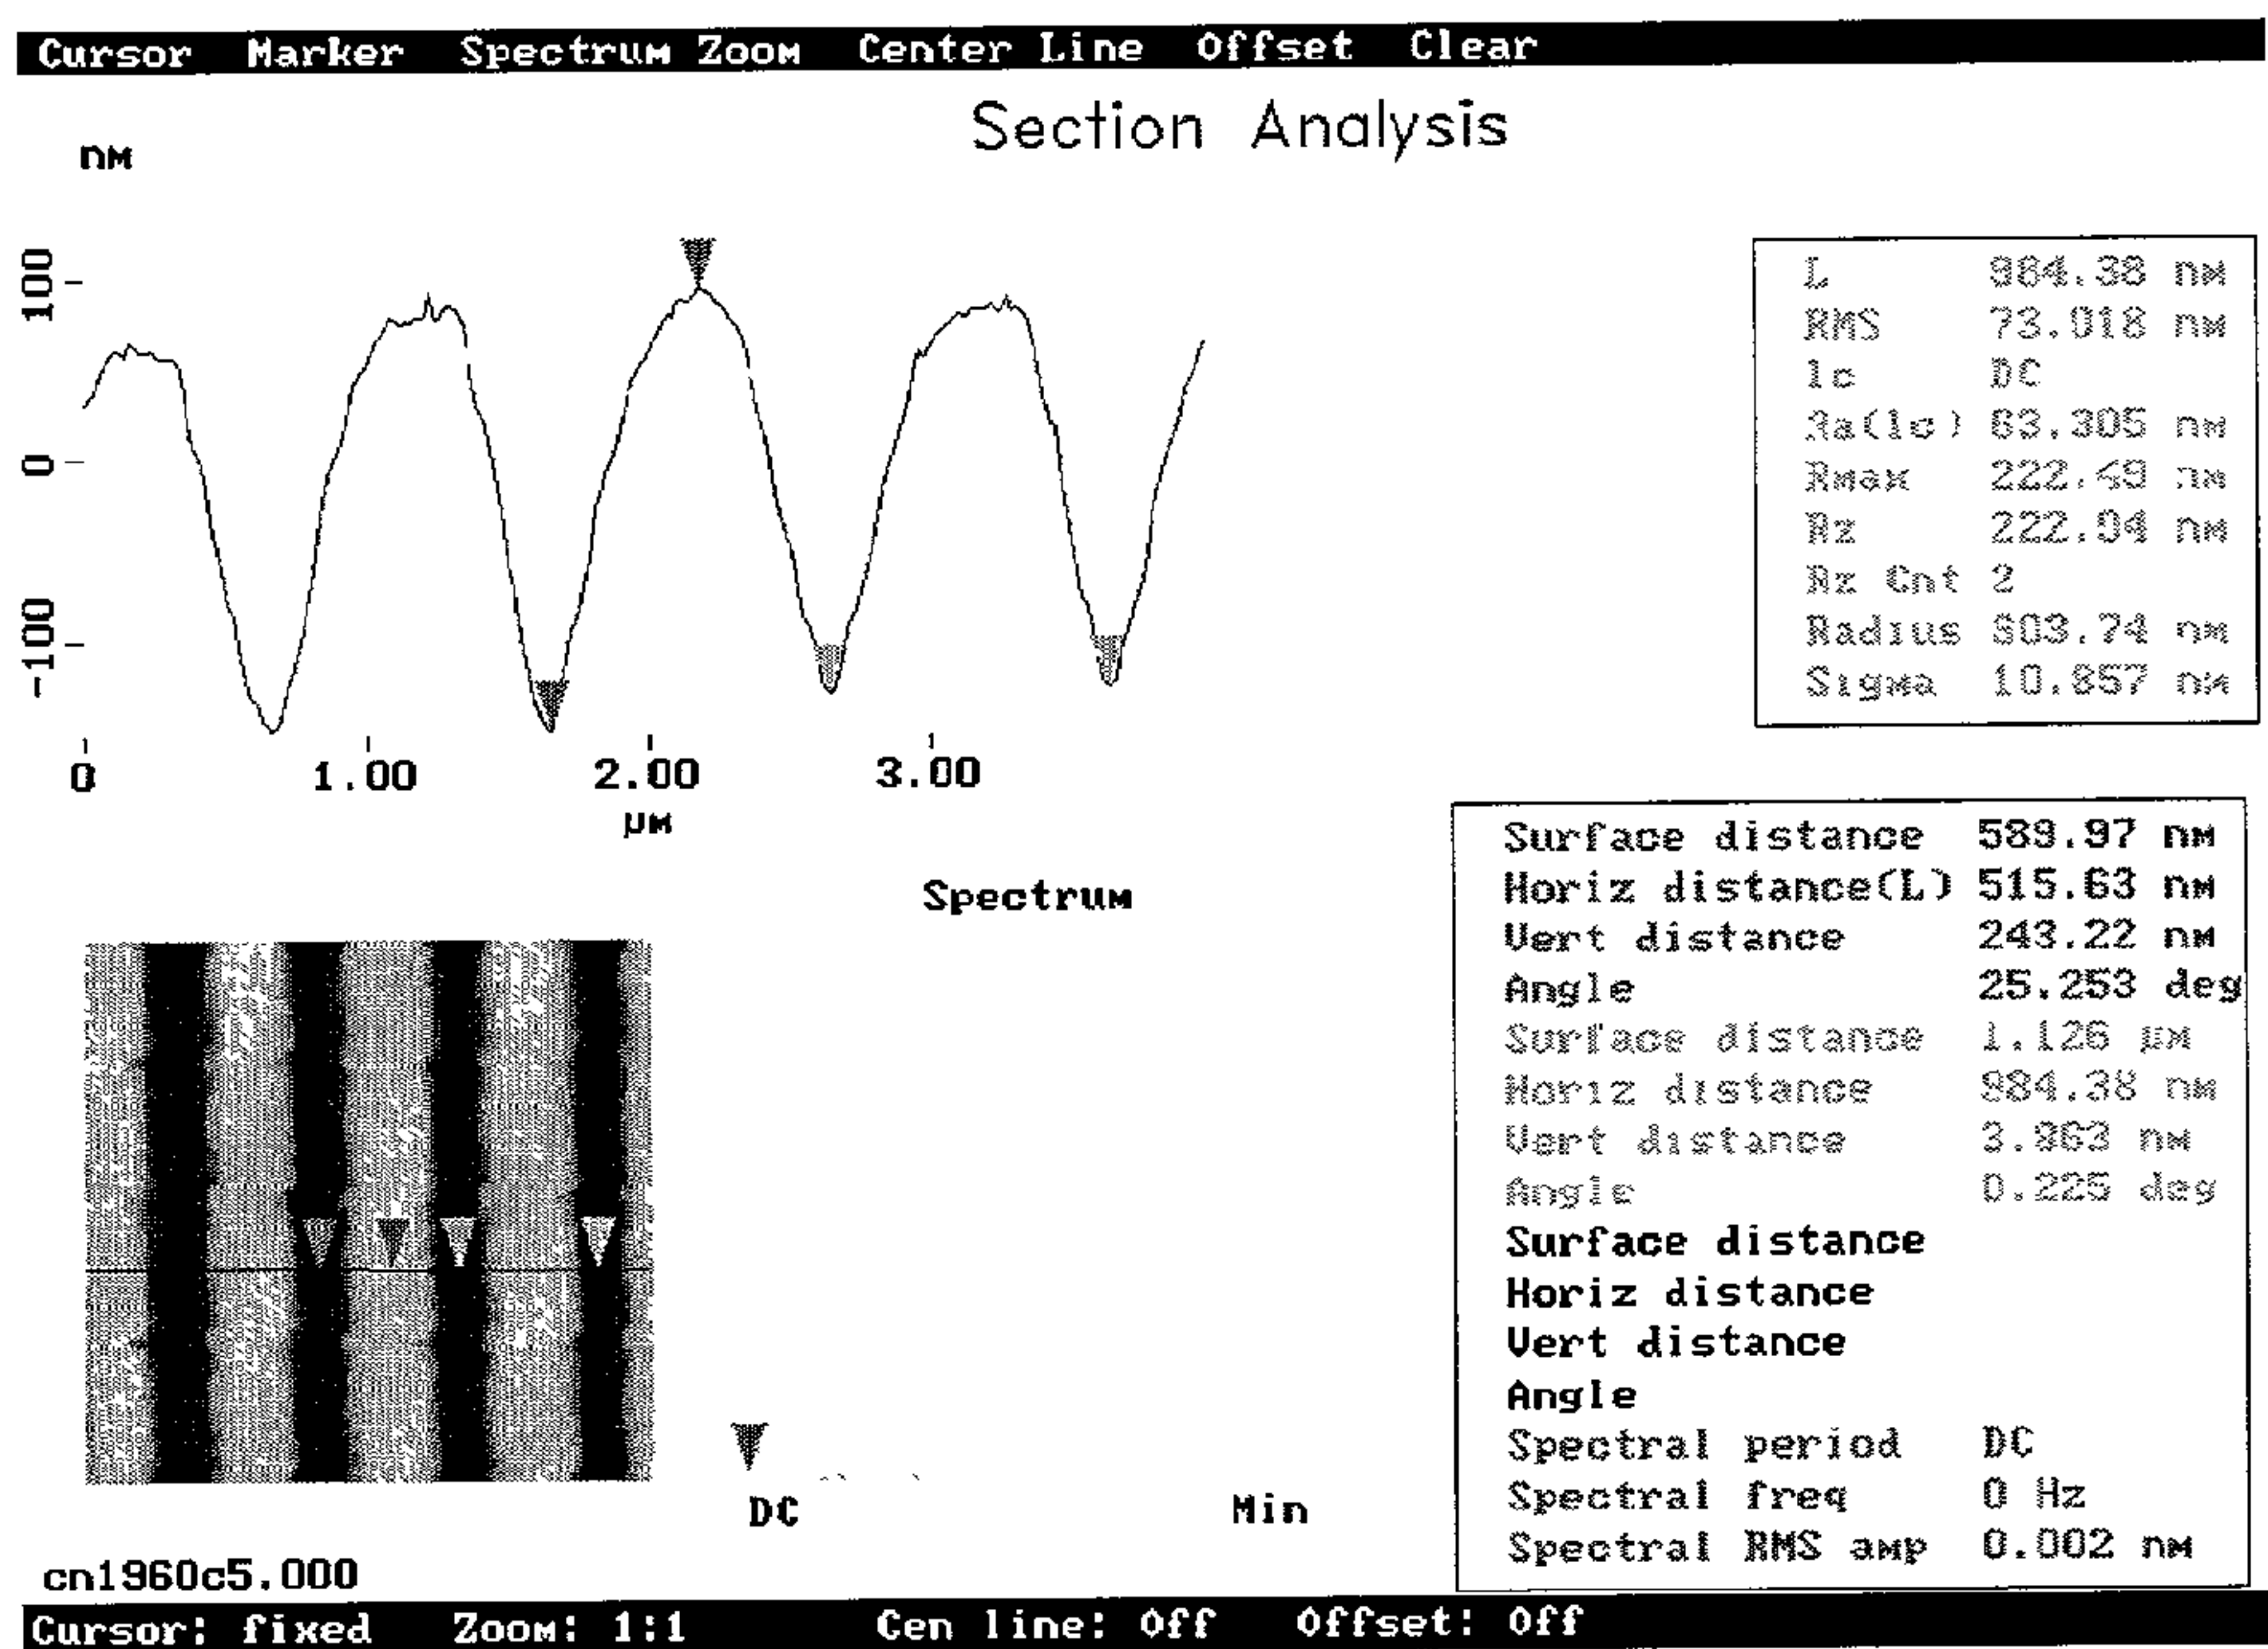 Cursor Marker Spectrum Zoom Center Line Offset Clear
Section Analysis
nm
100
0
-100
0 1.00 2.00 3.00
µm
L 984.38 nm
RMS 73.018 nm
lc DC
Ra(lc) 63.305 nm
Rmax 222.49 nm
Rz 222.04 nm
Rz Cnt 2
Radius 503.74 nm
Sigma 10.857 nm
Spectrum
Surface distance 589.97 nm
Horiz distance(L) 515.63 nm
Vert distance 243.22 nm
Angle 25.253 deg
Surface distance 1.126 µm
Horiz distance 984.38 nm
Vert distance 3.863 nm
Angle 0.225 deg
Surface distance
Horiz distance
Vert distance
Angle
Spectral period DC
Spectral freq 0 Hz
Spectral RMS amp 0.002 nm
DC Min
cn1960c5.000
Cursor: fixed Zoom: 1:1 Cen line: Off Offset: Off